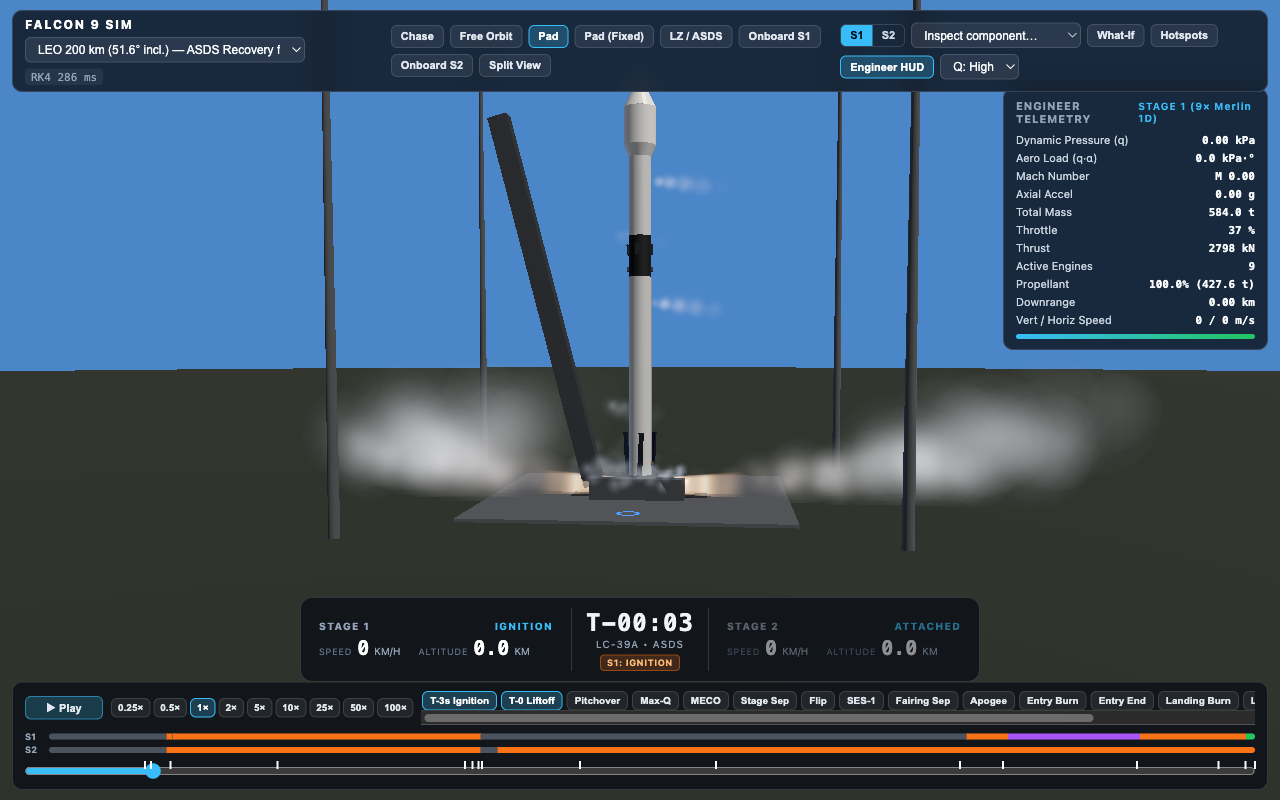 FALCON 9 SIM
LEO 200 km (51.6° incl.) — ASDS Recovery f
RK4 286 ms
Chase
Free Orbit
Pad
Pad (Fixed)
LZ / ASDS
Onboard S1
Onboard S2
Split View
S1
S2
Inspect component…
What-If
Hotspots
Engineer HUD
Q: High
ENGINEER TELEMETRY
STAGE 1 (9× Merlin 1D)
Dynamic Pressure (q) 0.00 kPa
Aero Load (q·α) 0.0 kPa·°
Mach Number M 0.00
Axial Accel 0.00 g
Total Mass 584.0 t
Throttle 37 %
Thrust 2798 kN
Active Engines 9
Propellant 100.0% (427.6 t)
Downrange 0.00 km
Vert / Horiz Speed 0 / 0 m/s
STAGE 1 IGNITION
SPEED 0 KM/H ALTITUDE 0.0 KM
T−00:03
LC-39A • ASDS
S1: IGNITION
STAGE 2 ATTACHED
SPEED 0 KM/H ALTITUDE 0.0 KM
▶ Play
0.25×
0.5×
1×
2×
5×
10×
25×
50×
100×
T-3s Ignition
T-0 Liftoff
Pitchover
Max-Q
MECO
Stage Sep
Flip
SES-1
Fairing Sep
Apogee
Entry Burn
Entry End
Landing Burn
S1
S2